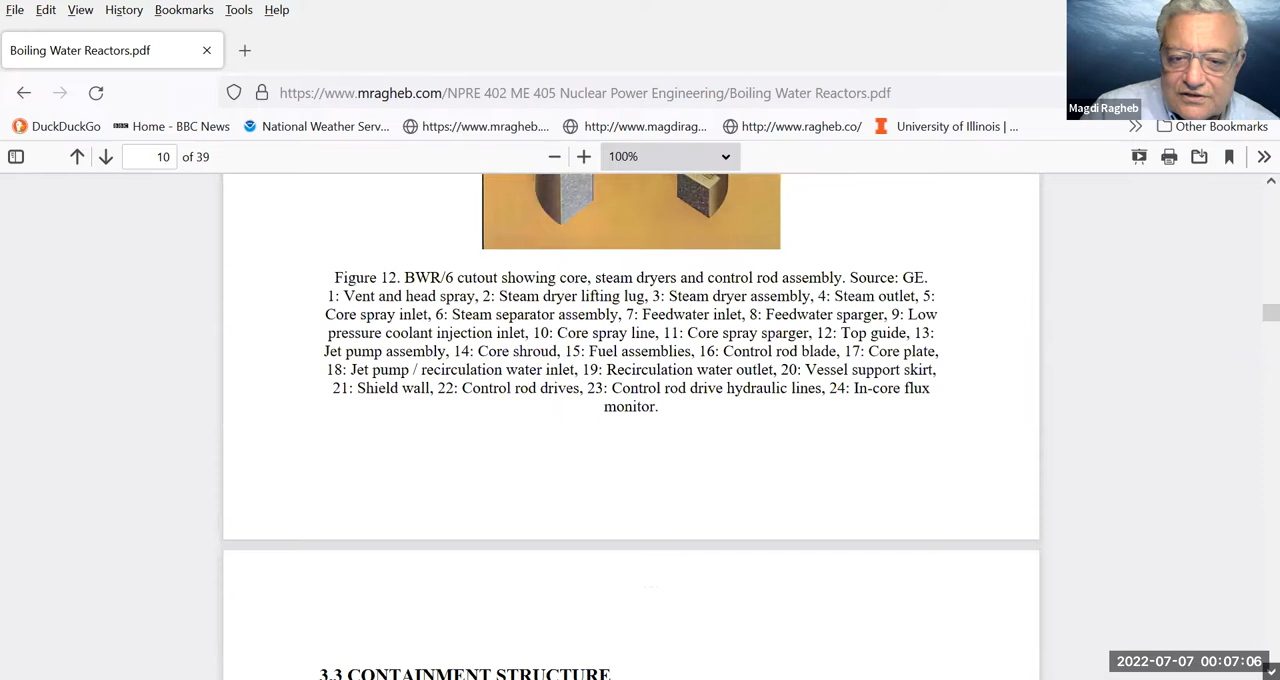 File Edit View History Bookmarks Tools Help
Boiling Water Reactors.pdf
https://www.mragheb.com/NPRE 402 ME 405 Nuclear Power Engineering/Boiling Water Reactors.pdf
Magdi Ragheb
DuckDuckGo BBC Home - BBC News National Weather Serv... https://www.mragheb.... http://www.magdirag... http://www.ragheb.co/ University of Illinois | ... Other Bookmarks
10 of 39 100%
Figure 12. BWR/6 cutout showing core, steam dryers and control rod assembly. Source: GE.
1: Vent and head spray, 2: Steam dryer lifting lug, 3: Steam dryer assembly, 4: Steam outlet, 5:
Core spray inlet, 6: Steam separator assembly, 7: Feedwater inlet, 8: Feedwater sparger, 9: Low
pressure coolant injection inlet, 10: Core spray line, 11: Core spray sparger, 12: Top guide, 13:
Jet pump assembly, 14: Core shroud, 15: Fuel assemblies, 16: Control rod blade, 17: Core plate,
18: Jet pump / recirculation water inlet, 19: Recirculation water outlet, 20: Vessel support skirt,
21: Shield wall, 22: Control rod drives, 23: Control rod drive hydraulic lines, 24: In-core flux
monitor.
3.3 CONTAINMENT STRUCTURE
2022-07-07 00:07:06